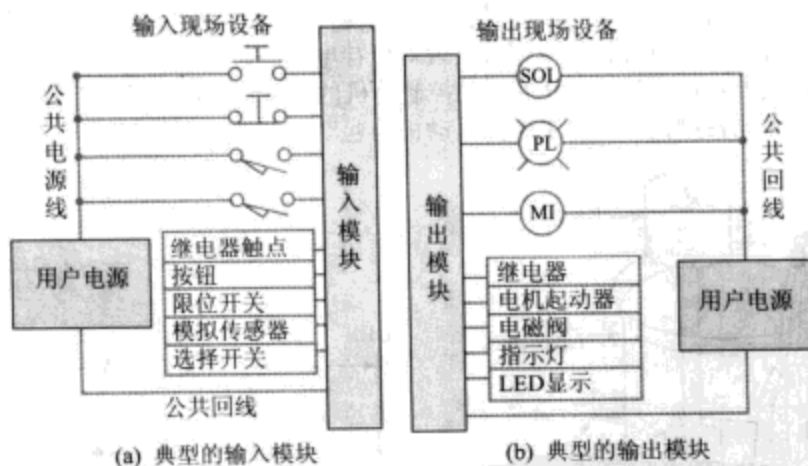 输入现场设备
公共电源线
输入模块
用户电源
继电器触点
按钮
限位开关
模拟传感器
选择开关
公共回线
(a) 典型的输入模块
输出现场设备
SOL
PL
MI
公共回线
输出模块
用户电源
继电器
电机起动器
电磁阀
指示灯
LED显示
(b) 典型的输出模块